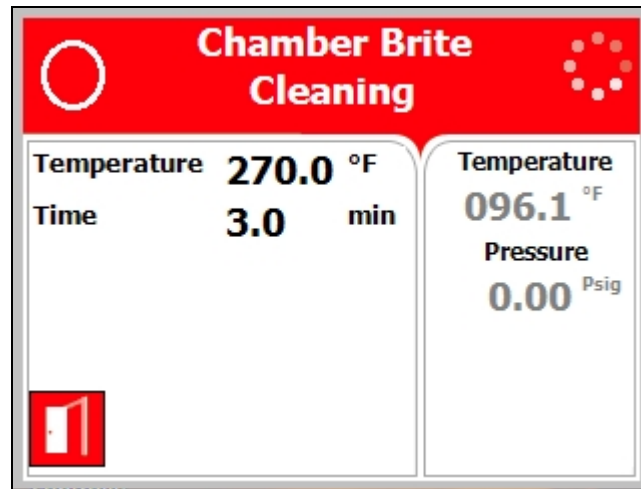 Chamber Brite
Cleaning
Temperature 270.0 °F
Time 3.0 min
Temperature
096.1 °F
Pressure
0.00 Psig